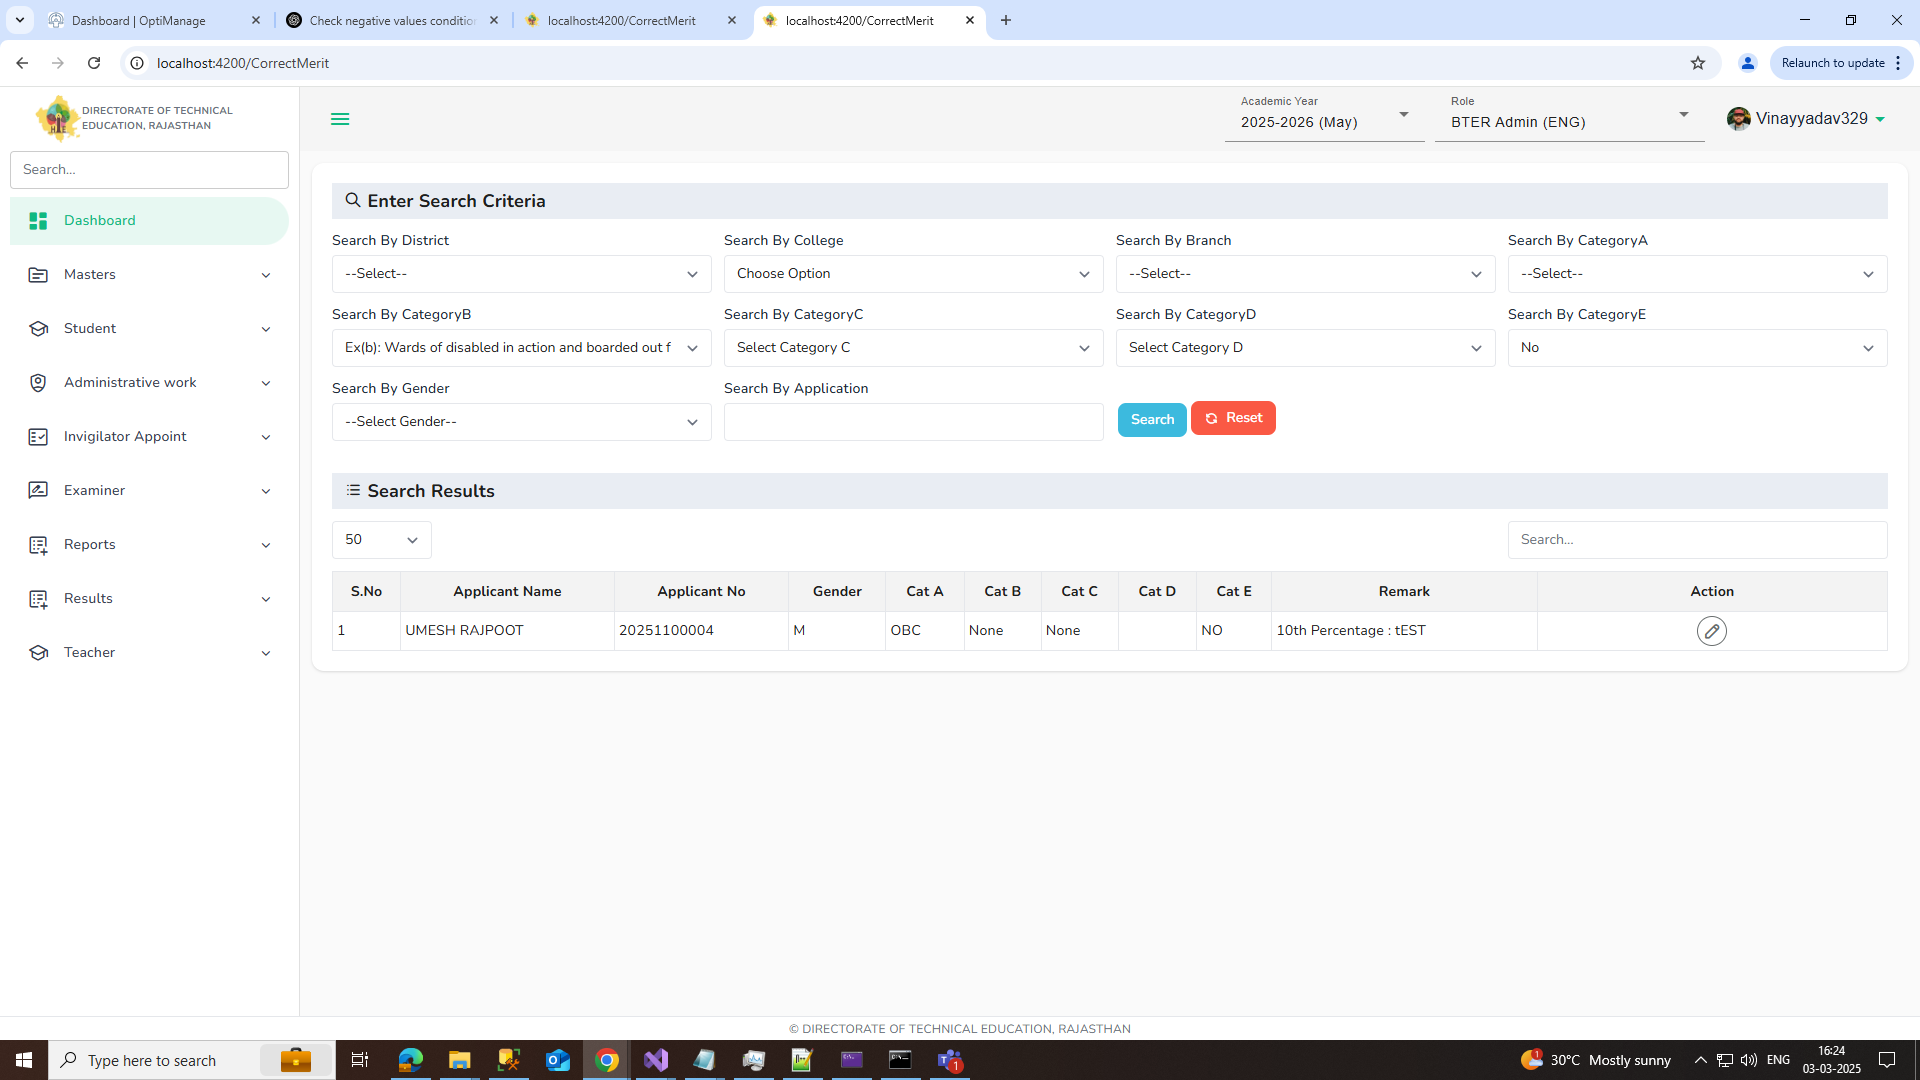 Dashboard | OptiManage
Check negative values conditio
localhost:4200/CorrectMerit
localhost:4200/CorrectMerit
localhost:4200/CorrectMerit
Relaunch to update
DIRECTORATE OF TECHNICAL
EDUCATION, RAJASTHAN
Search...
Dashboard
Masters
Student
Administrative work
Invigilator Appoint
Examiner
Reports
Results
Teacher
Academic Year
2025-2026 (May)
Role
BTER Admin (ENG)
Vinayyadav329
Enter Search Criteria
Search By District
Search By College
Search By Branch
Search By CategoryA
--Select--
Choose Option
--Select--
--Select--
Search By CategoryB
Search By CategoryC
Search By CategoryD
Search By CategoryE
Ex(b): Wards of disabled in action and boarded out f
Select Category C
Select Category D
No
Search By Gender
Search By Application
--Select Gender--
Search
Reset
Search Results
50
Search...
S.No Applicant Name Applicant No Gender Cat A Cat B Cat C Cat D Cat E Remark Action
1 UMESH RAJPOOT 20251100004 M OBC None None NO 10th Percentage : tEST
© DIRECTORATE OF TECHNICAL EDUCATION, RAJASTHAN
Type here to search
1
1
30°C Mostly sunny
ENG
16:24
03-03-2025